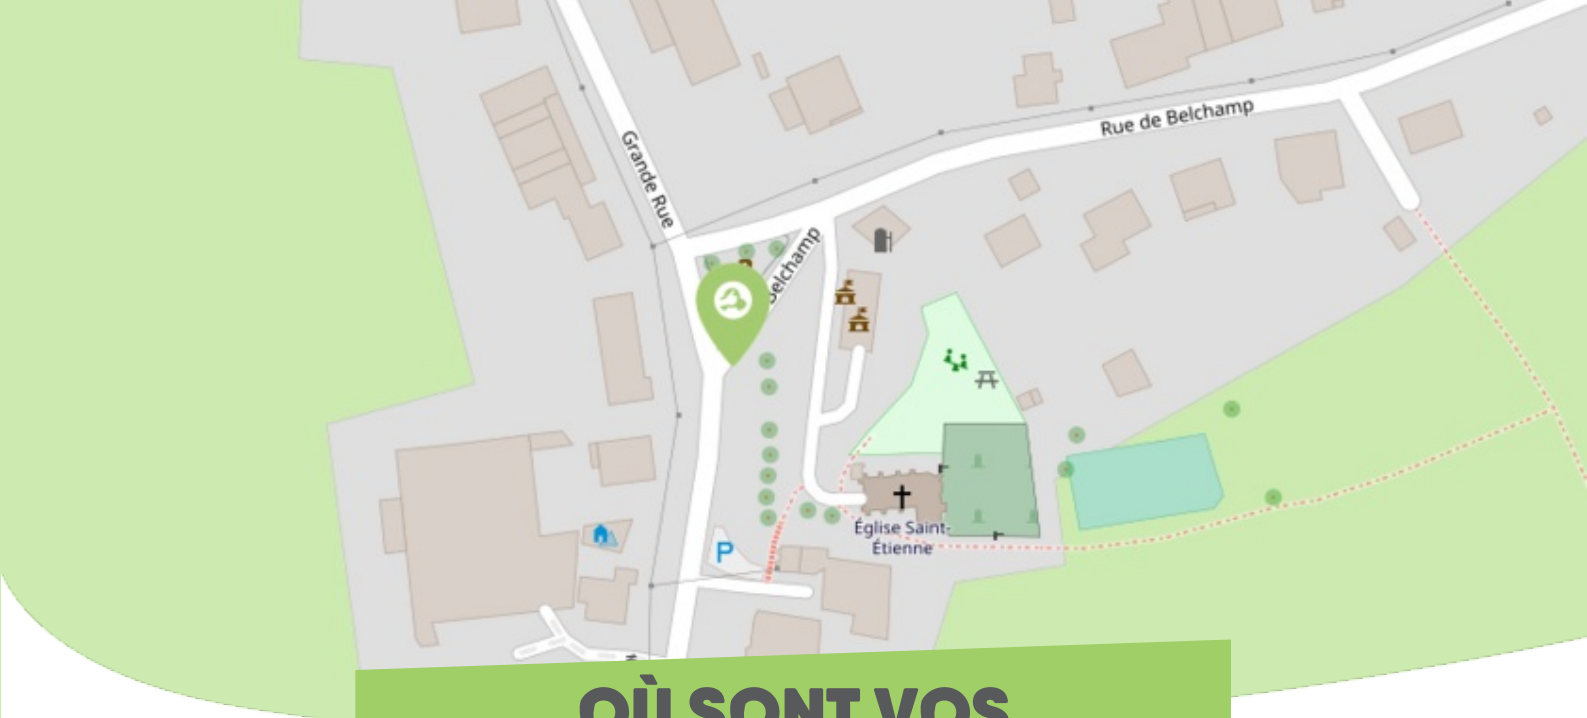 Grande Rue
Rue de Belchamp
Belchamp
P
Église Saint-
Étienne
OÙ SONT VOS